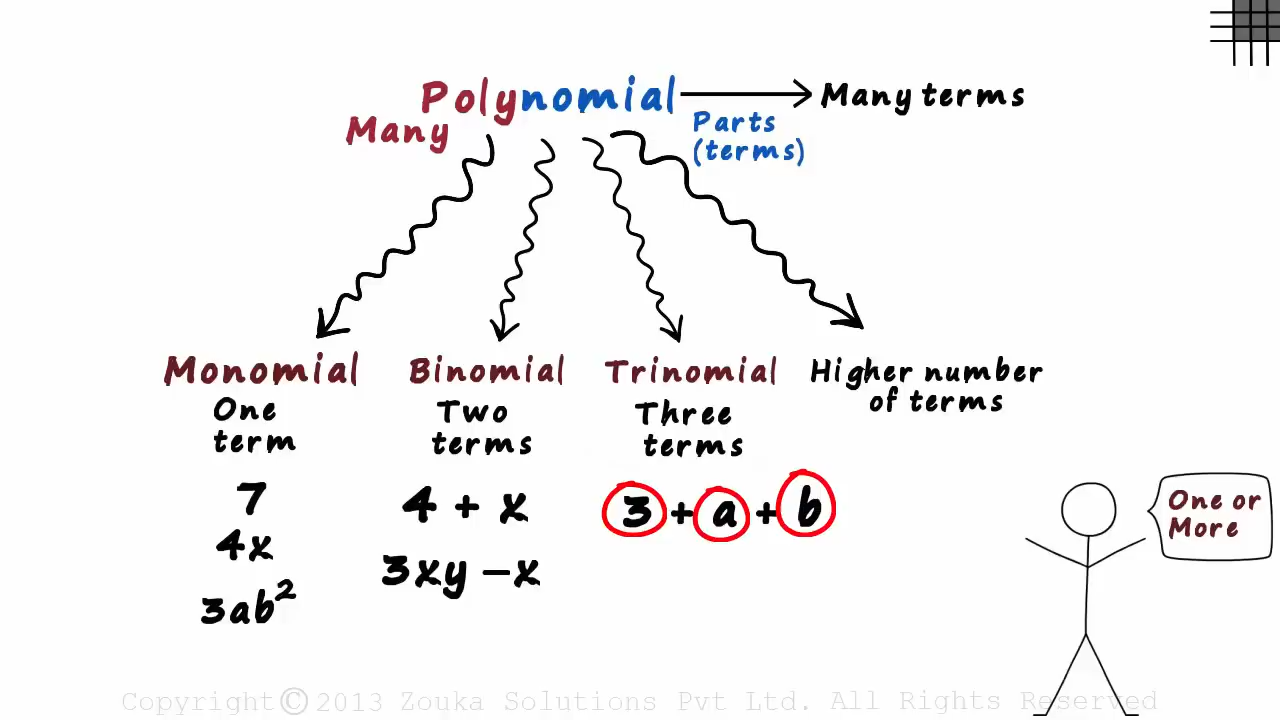 Polynomial
Many terms
Many
Parts
(terms)
Monomial
One
term
7
4x
3ab²
Binomial
Two
terms
4 + x
3xy – x
Trinomial
Three
terms
3 + a + b
Higher number
of terms
One or
More
Copyright © 2013 Zouka Solutions Pvt Ltd. All Rights Reserved